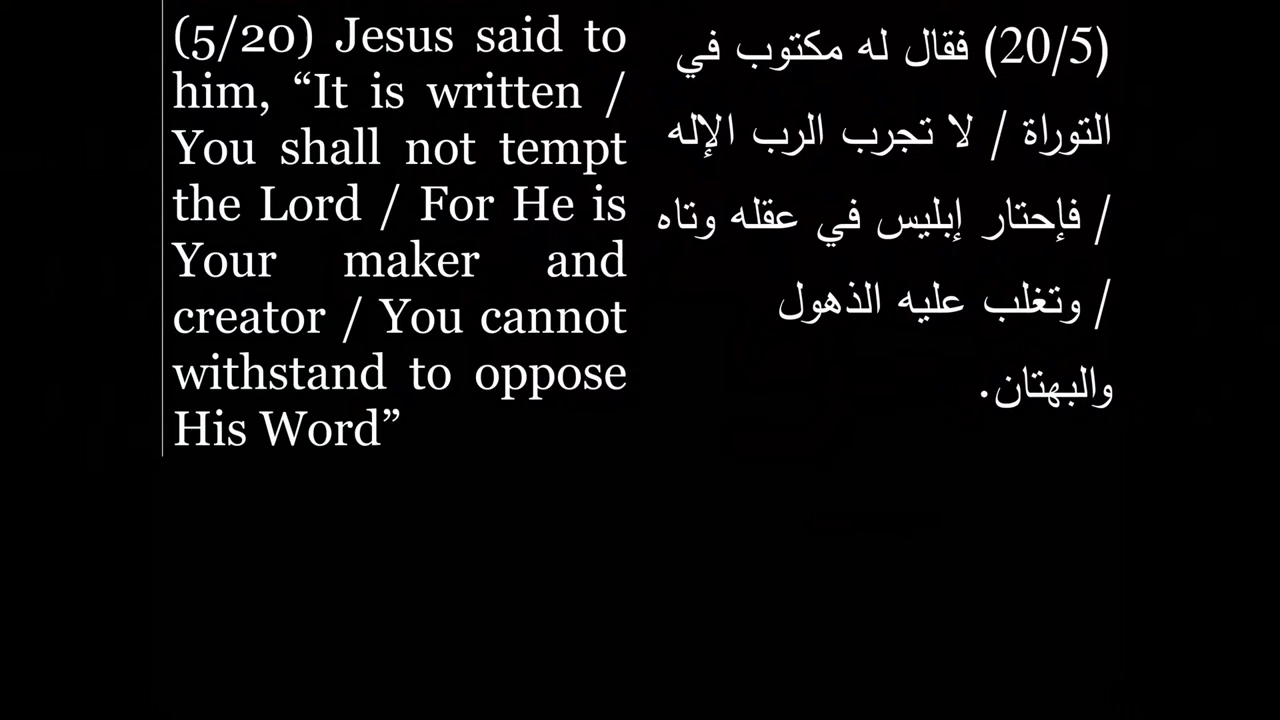 (5/20) Jesus said to
him, “It is written /
You shall not tempt
the Lord / For He is
Your maker and
creator / You cannot
withstand to oppose
His Word”
(20/5) فقال له مكتوب في
التوراة / لا تجرب الرب الإله
/ فإحتار إبليس في عقله وتاه
/ وتغلب عليه الذهول
والبهتان.